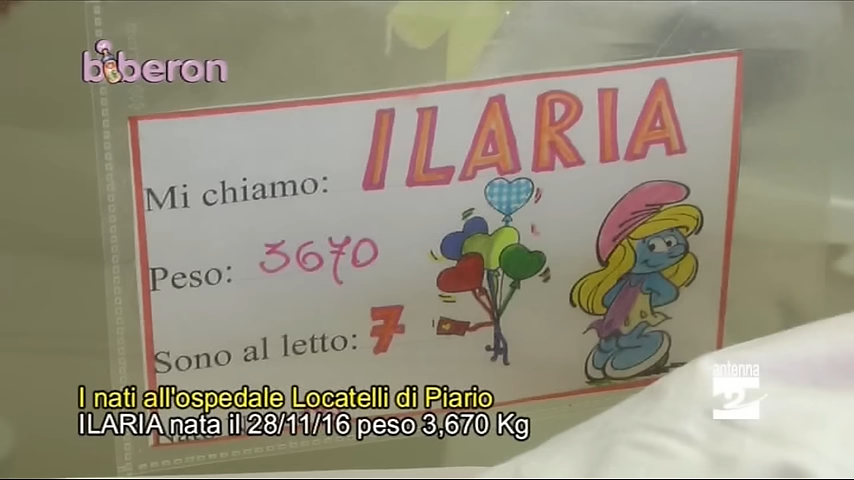 biberon
Mi chiamo: ILARIA
Peso: 3670
Sono al letto: 7
I nati all'ospedale Locatelli di Piario
ILARIA nata il 28/11/16 peso 3,670 Kg
antenna
2